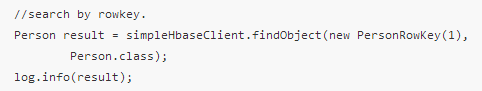 //search by rowkey.
Person result = simpleHbaseClient.findObject(new PersonRowKey(1),
Person.class);
log.info(result);